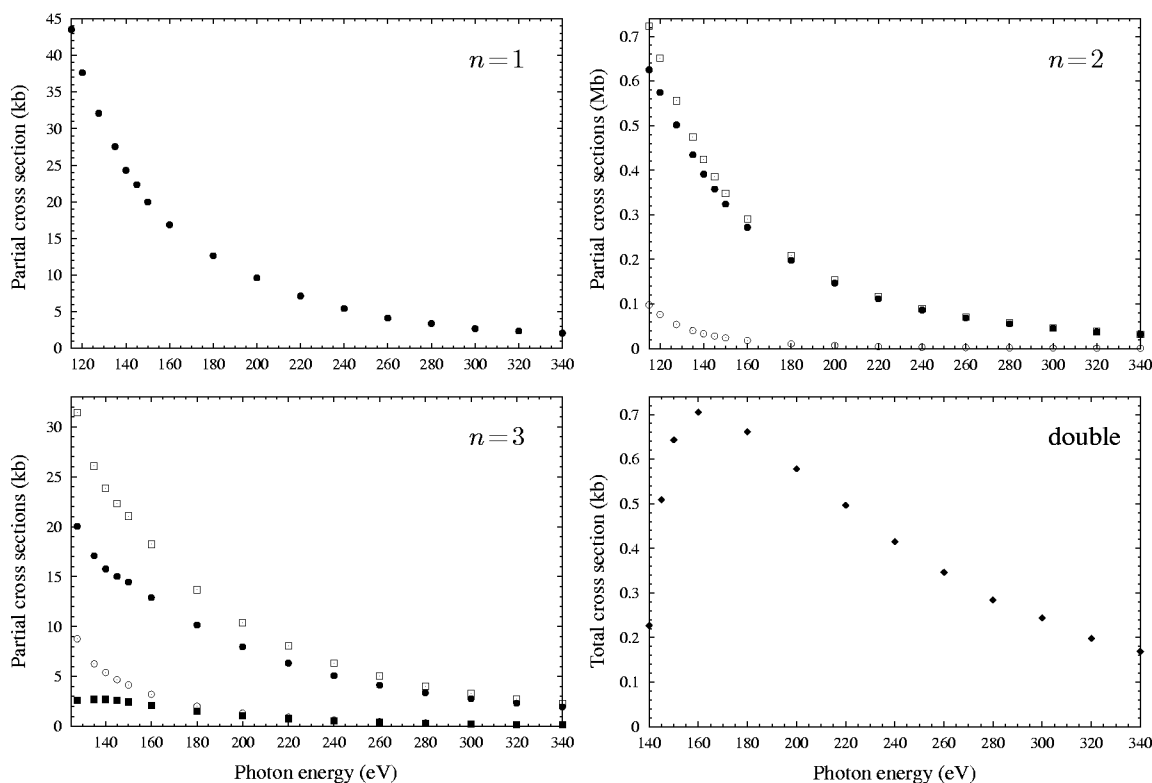 45
40
35
30
25
20
15
10
5
0
Partial cross section (kb)
n=1
120 140 160 180 200 220 240 260 280 300 320 340
0.7
0.6
0.5
0.4
0.3
0.2
0.1
0
Partial cross sections (Mb)
n=2
120 140 160 180 200 220 240 260 280 300 320 340
30
25
20
15
10
5
0
Partial cross sections (kb)
n=3
140 160 180 200 220 240 260 280 300 320 340
Photon energy (eV)
0.7
0.6
0.5
0.4
0.3
0.2
0.1
0
Total cross section (kb)
double
140 160 180 200 220 240 260 280 300 320 340
Photon energy (eV)